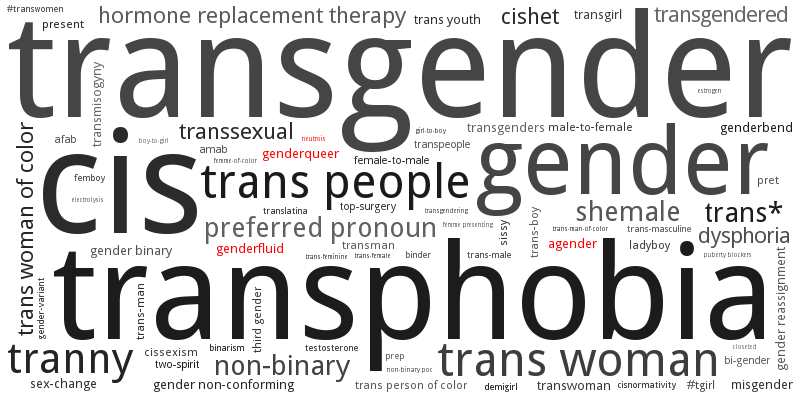 #transwomen
present
hormone replacement therapy
trans youth
cishet
transgirl
transgendered
transgender
transmisogyny
estrogen
afab
boy-to-girl
transsexual
neutrois
girl-to-boy
transgenders
male-to-female
genderbend
amab
genderqueer
transpeople
femme-of-color
female-to-male
trans woman of color
cis
gender
femboy
trans people
pret
electrolysis
translatina
top-surgery
transgendering
shemale
trans*
preferred pronoun
femme presenting
sissy
trans-boy
trans-man-of-color
trans-masculine
dysphoria
gender binary
genderfluid
transman
agender
ladyboy
trans-feminine
trans-female
binder
trans-male
puberty blockers
transphobia
gender-variant
trans-man
third gender
gender reassignment
tranny
cissexism
binarism
testosterone
closeted
two-spirit
non-binary
prep
trans woman
bi-gender
non-binary poc
sex-change
gender non-conforming
trans person of color
demigirl
transwoman
cisnormativity
#tgirl
misgender